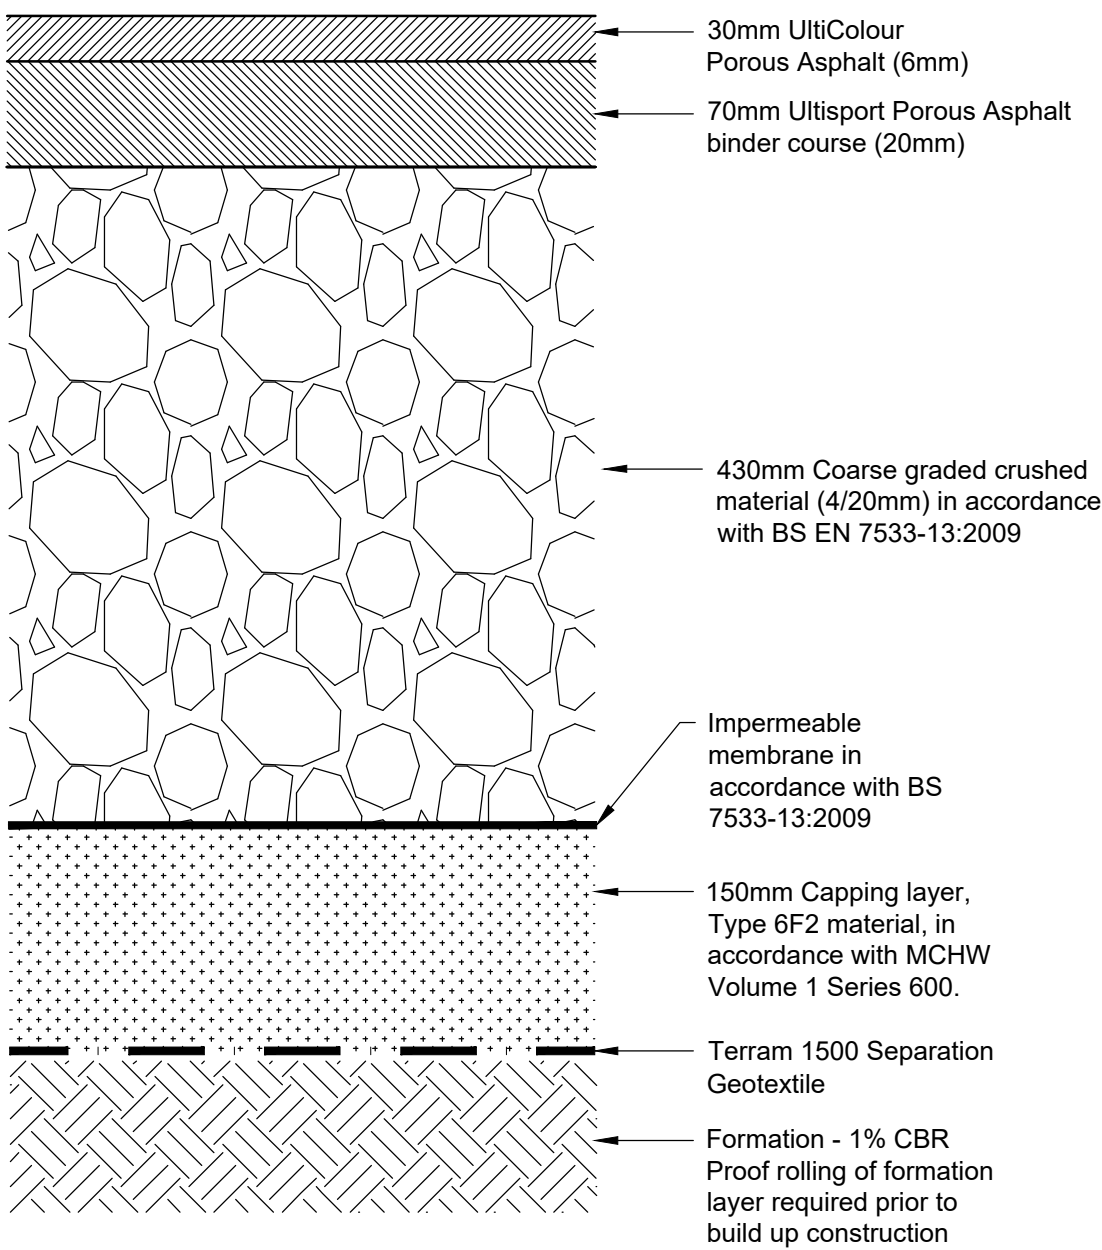 30mm UltiColour
Porous Asphalt (6mm)
70mm Ultisport Porous Asphalt
binder course (20mm)
430mm Coarse graded crushed
material (4/20mm) in accordance
with BS EN 7533-13:2009
Impermeable
membrane in
accordance with BS
7533-13:2009
150mm Capping layer,
Type 6F2 material, in
accordance with MCHW
Volume 1 Series 600.
Terram 1500 Separation
Geotextile
Formation - 1% CBR
Proof rolling of formation
layer required prior to
build up construction